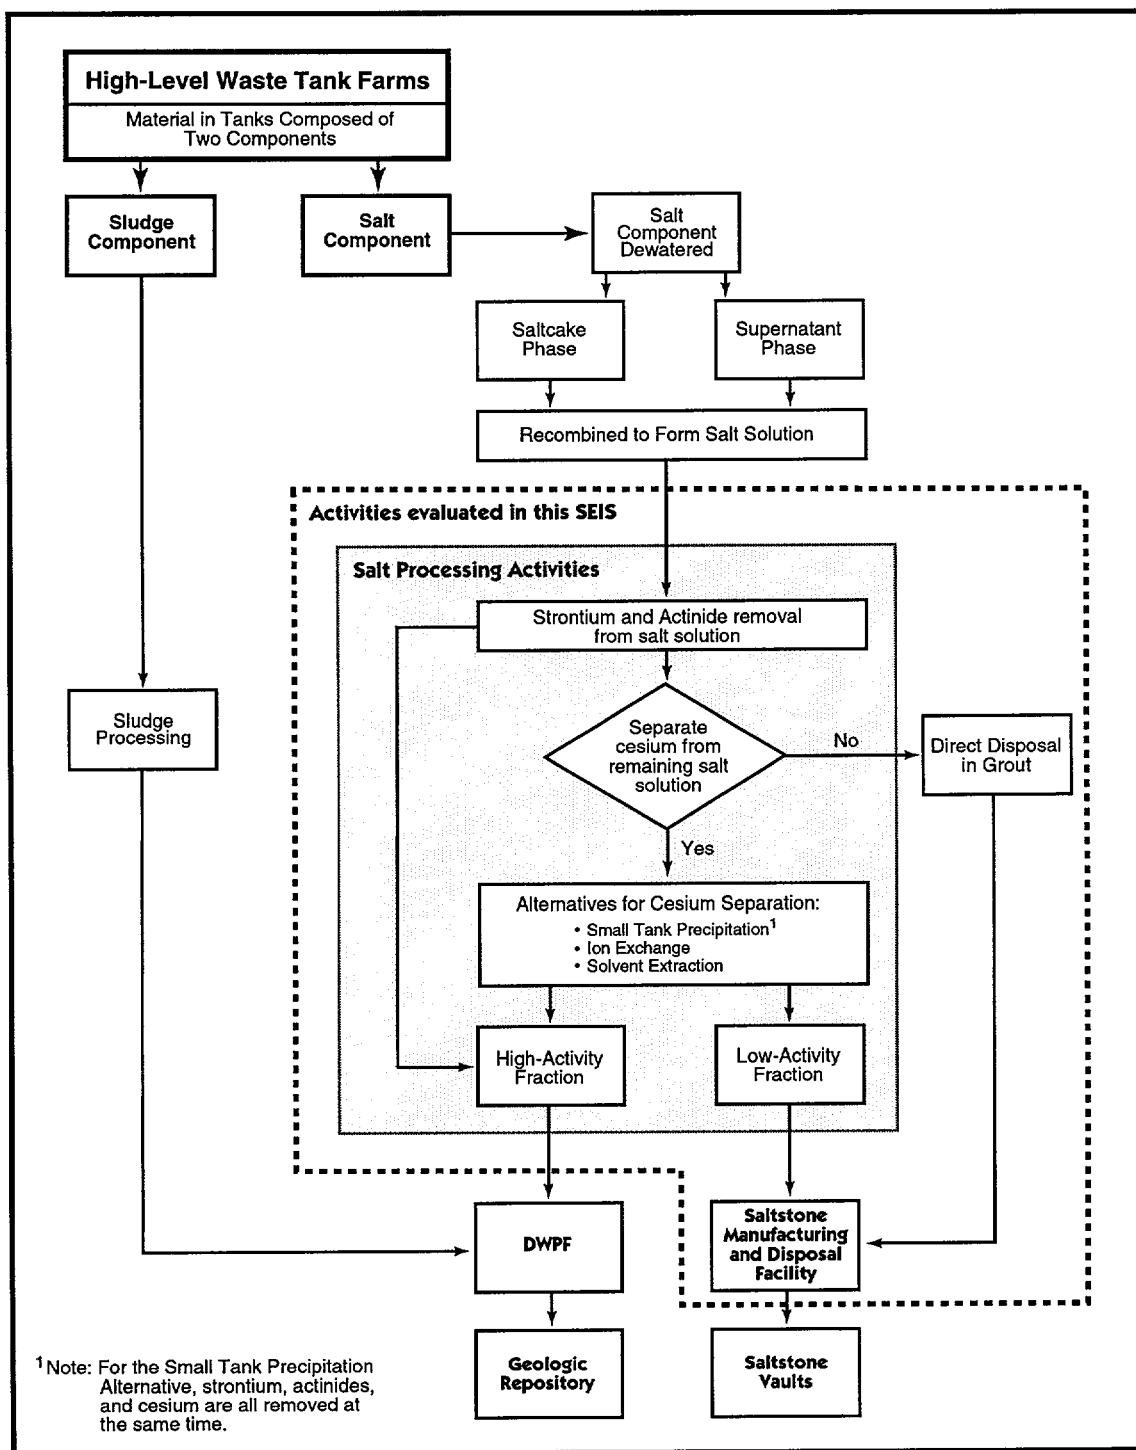 High-Level Waste Tank Farms
Material in Tanks Composed of
Two Components
Sludge
Component
Salt
Component
Salt
Component
Dewatered
Saltcake
Phase
Supernatant
Phase
Recombined to Form Salt Solution
Activities evaluated in this SEIS
Salt Processing Activities
Strontium and Actinide removal
from salt solution
Sludge
Processing
Separate
cesium from
remaining salt
solution
No
Direct Disposal
in Grout
Yes
Alternatives for Cesium Separation:
• Small Tank Precipitation1
• Ion Exchange
• Solvent Extraction
High-Activity
Fraction
Low-Activity
Fraction
DWPF
Saltstone
Manufacturing
and Disposal
Facility
Geologic
Repository
Saltstone
Vaults
1Note: For the Small Tank Precipitation
Alternative, strontium, actinides,
and cesium are all removed at
the same time.